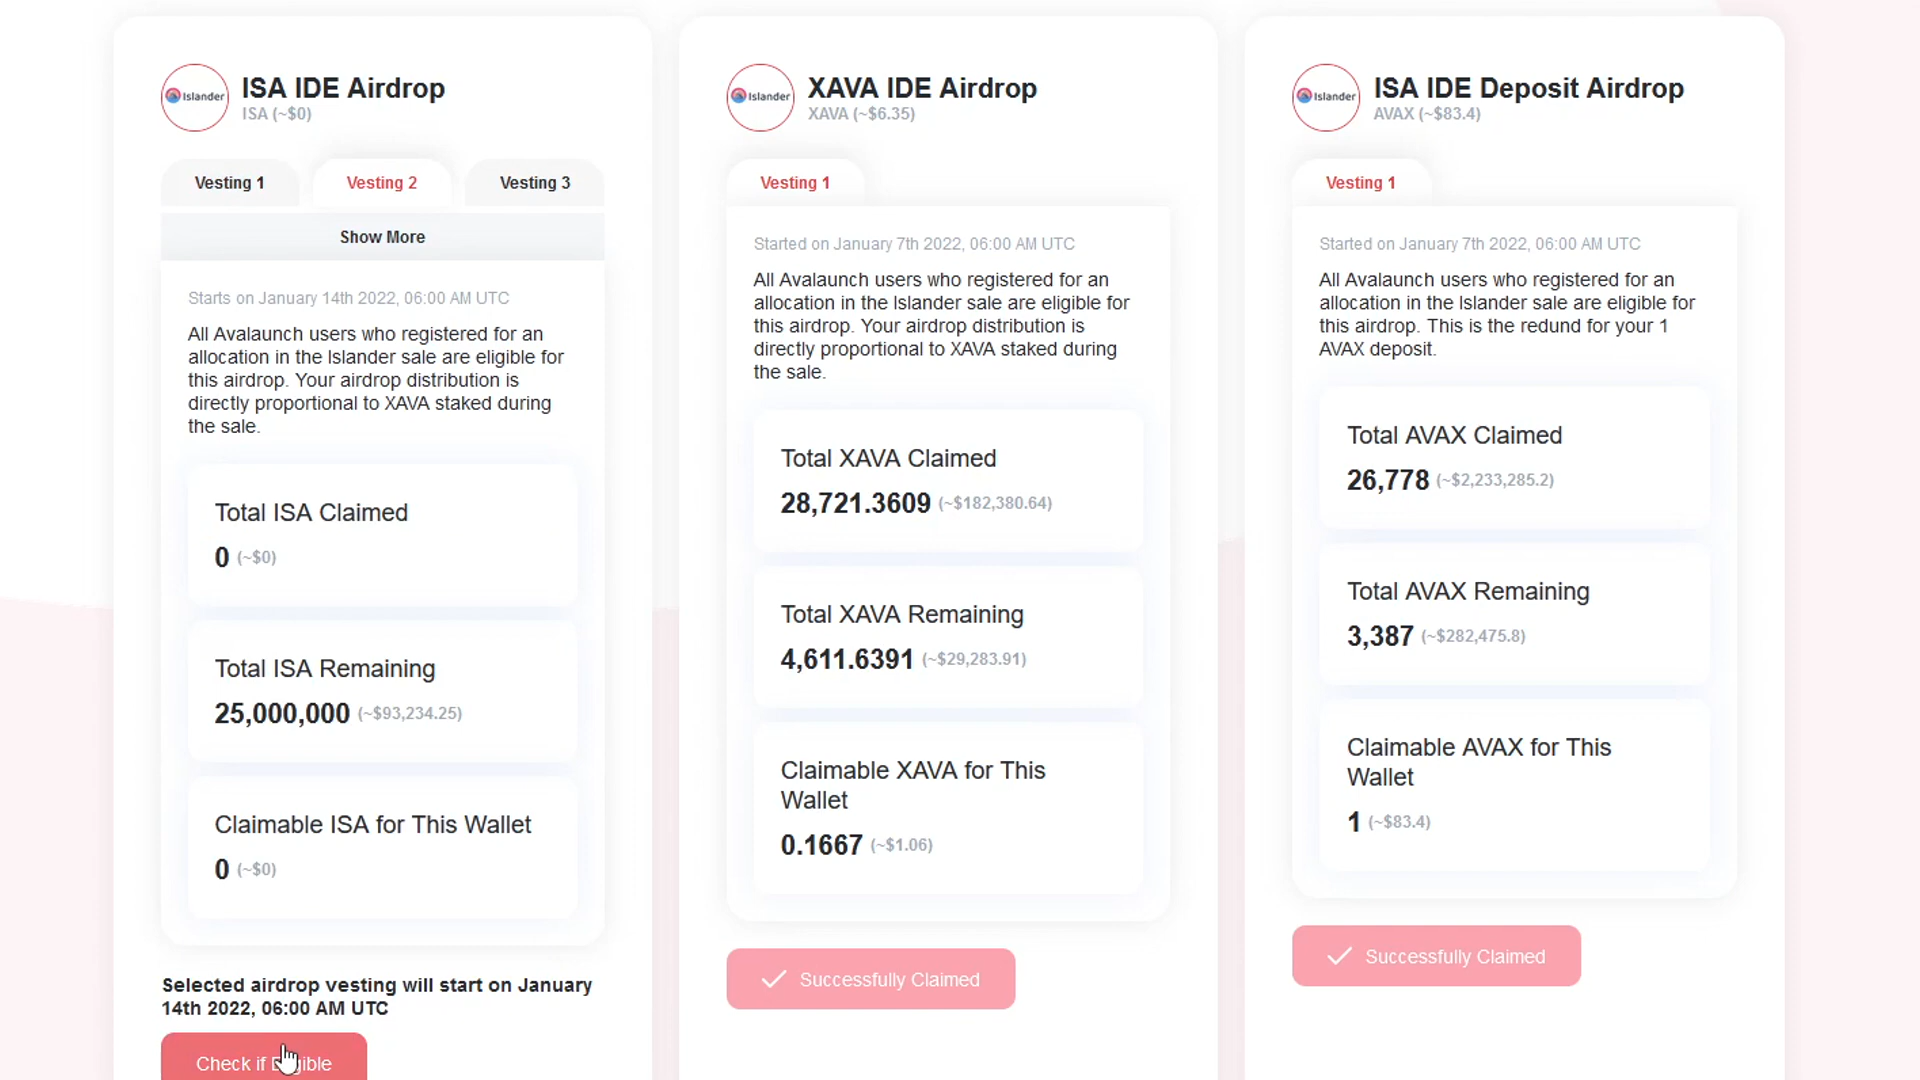 Islander
ISA IDE Airdrop
ISA (~$0)
Vesting 1
Vesting 2
Vesting 3
Show More
Starts on January 14th 2022, 06:00 AM UTC
All Avalaunch users who registered for an
allocation in the Islander sale are eligible for
this airdrop. Your airdrop distribution is
directly proportional to XAVA staked during
the sale.
Total ISA Claimed
0 (~$0)
Total ISA Remaining
25,000,000 (~$93,234.25)
Claimable ISA for This Wallet
0 (~$0)
Selected airdrop vesting will start on January
14th 2022, 06:00 AM UTC
Check if Eligible
Islander
XAVA IDE Airdrop
XAVA (~$6.35)
Vesting 1
Started on January 7th 2022, 06:00 AM UTC
All Avalaunch users who registered for an
allocation in the Islander sale are eligible for
this airdrop. Your airdrop distribution is
directly proportional to XAVA staked during
the sale.
Total XAVA Claimed
28,721.3609 (~$182,380.64)
Total XAVA Remaining
4,611.6391 (~$29,283.91)
Claimable XAVA for This
Wallet
0.1667 (~$1.06)
Successfully Claimed
Islander
ISA IDE Deposit Airdrop
AVAX (~$83.4)
Vesting 1
Started on January 7th 2022, 06:00 AM UTC
All Avalaunch users who registered for an
allocation in the Islander sale are eligible for
this airdrop. This is the redund for your 1
AVAX deposit.
Total AVAX Claimed
26,778 (~$2,233,285.2)
Total AVAX Remaining
3,387 (~$282,475.8)
Claimable AVAX for This
Wallet
1 (~$83.4)
Successfully Claimed